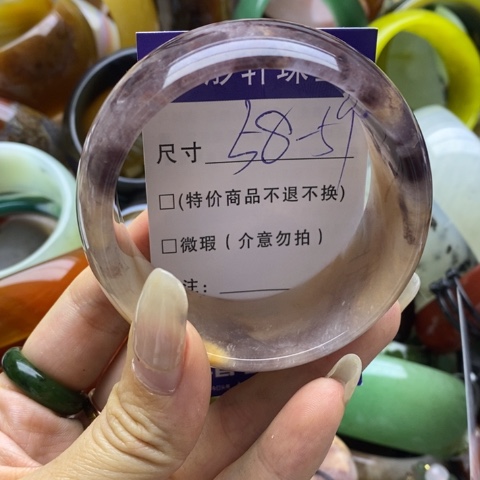 尺寸 58-59
□(特价商品不退不换)
□微瑕(介意勿拍)
注: